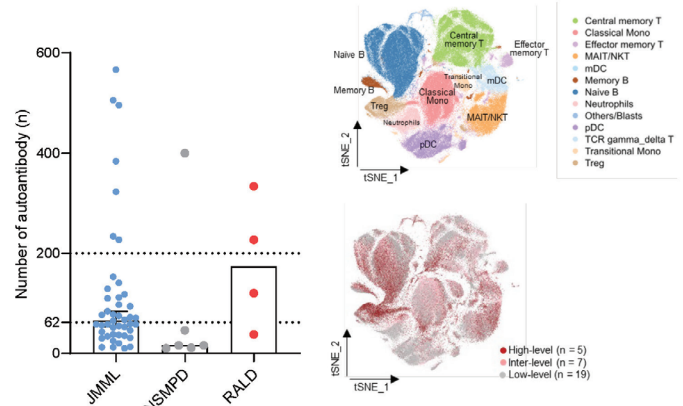 Number of autoantibody (n)
600
400
200
62
0
JMML
NSMPD
RALD
Naive B
Central
memory T
Effector
memory T
Memory B
Transitional
Mono
mDC
Classical
Mono
Treg
MAIT/NKT
Neutrophils
pDC
tSNE_2
tSNE_1
Central memory T
Classical Mono
Effector memory T
MAIT/NKT
mDC
Memory B
Naive B
Neutrophils
Others/Blasts
pDC
TCR gamma_delta T
Transitional Mono
Treg
High-level (n = 5)
Inter-level (n = 7)
Low-level (n = 19)
tSNE_2
tSNE_1